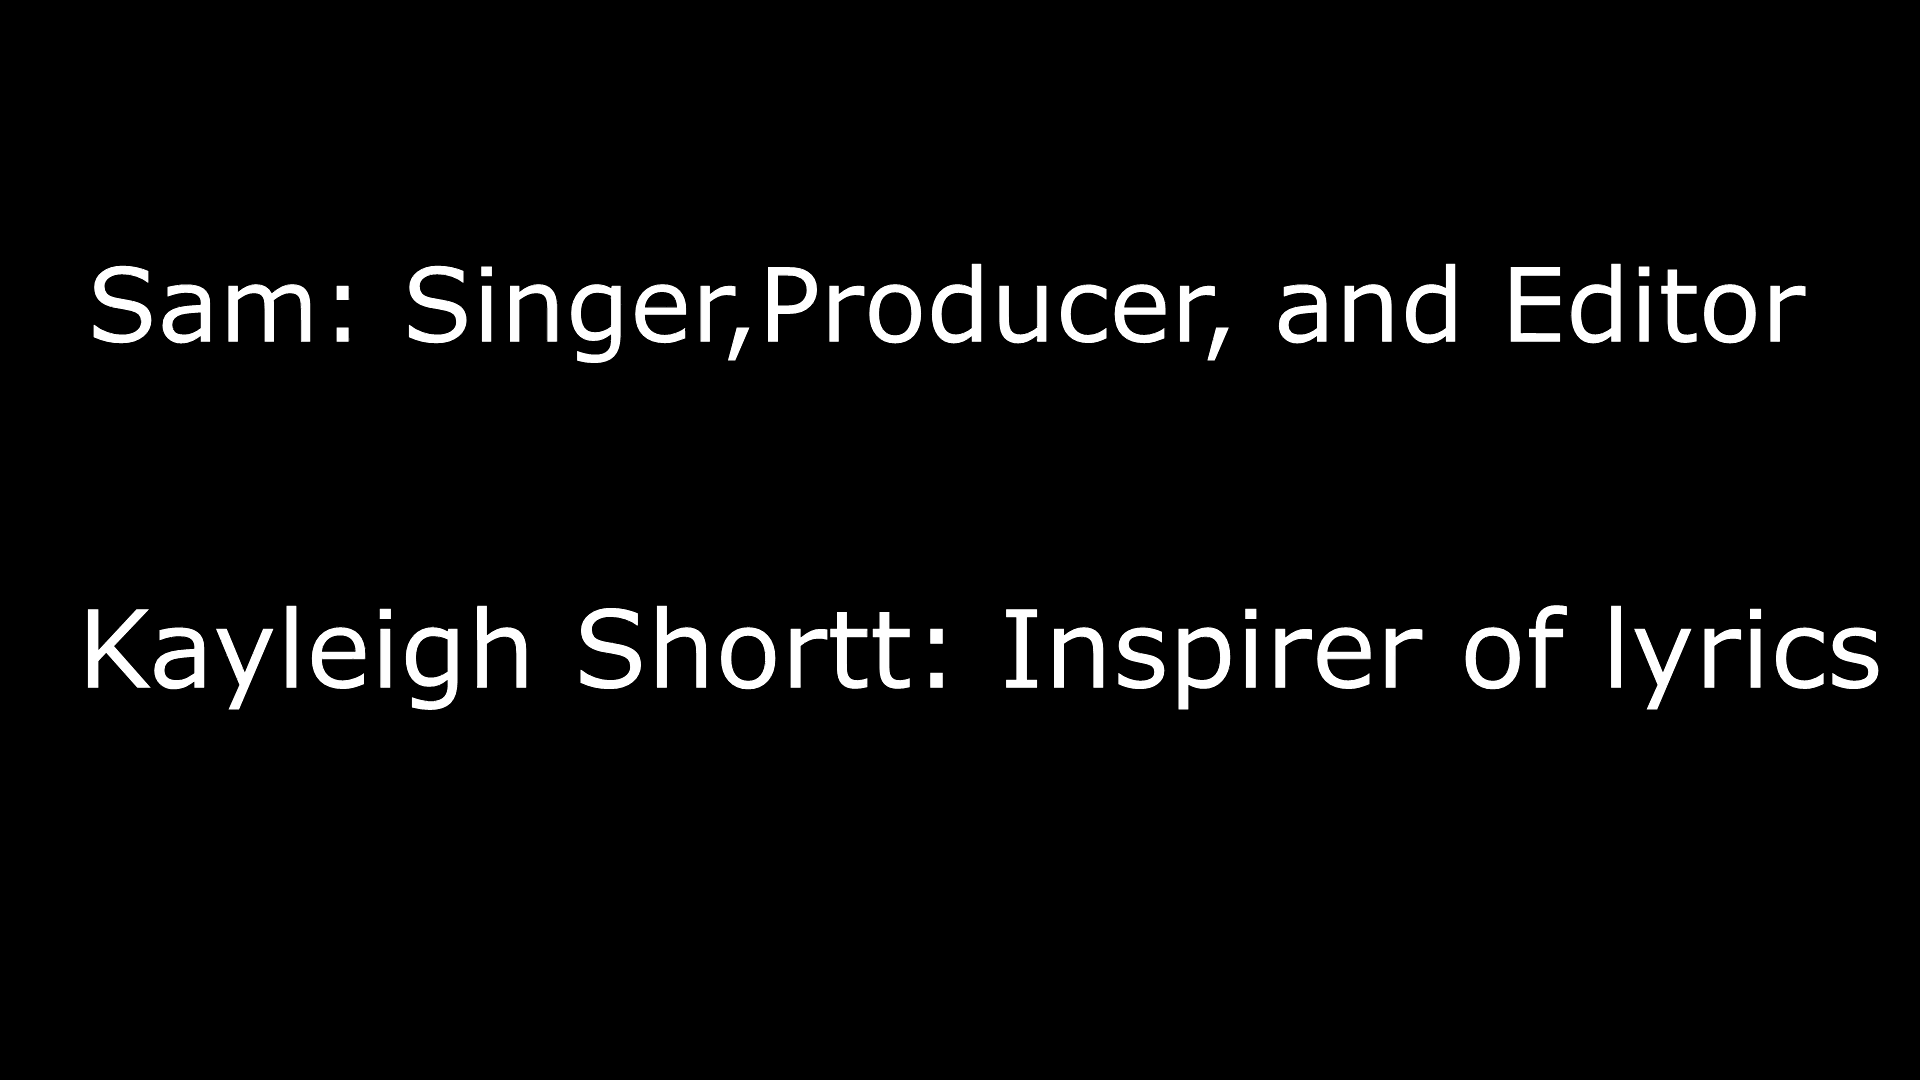 Sam: Singer,Producer, and Editor
Kayleigh Shortt: Inspirer of lyrics